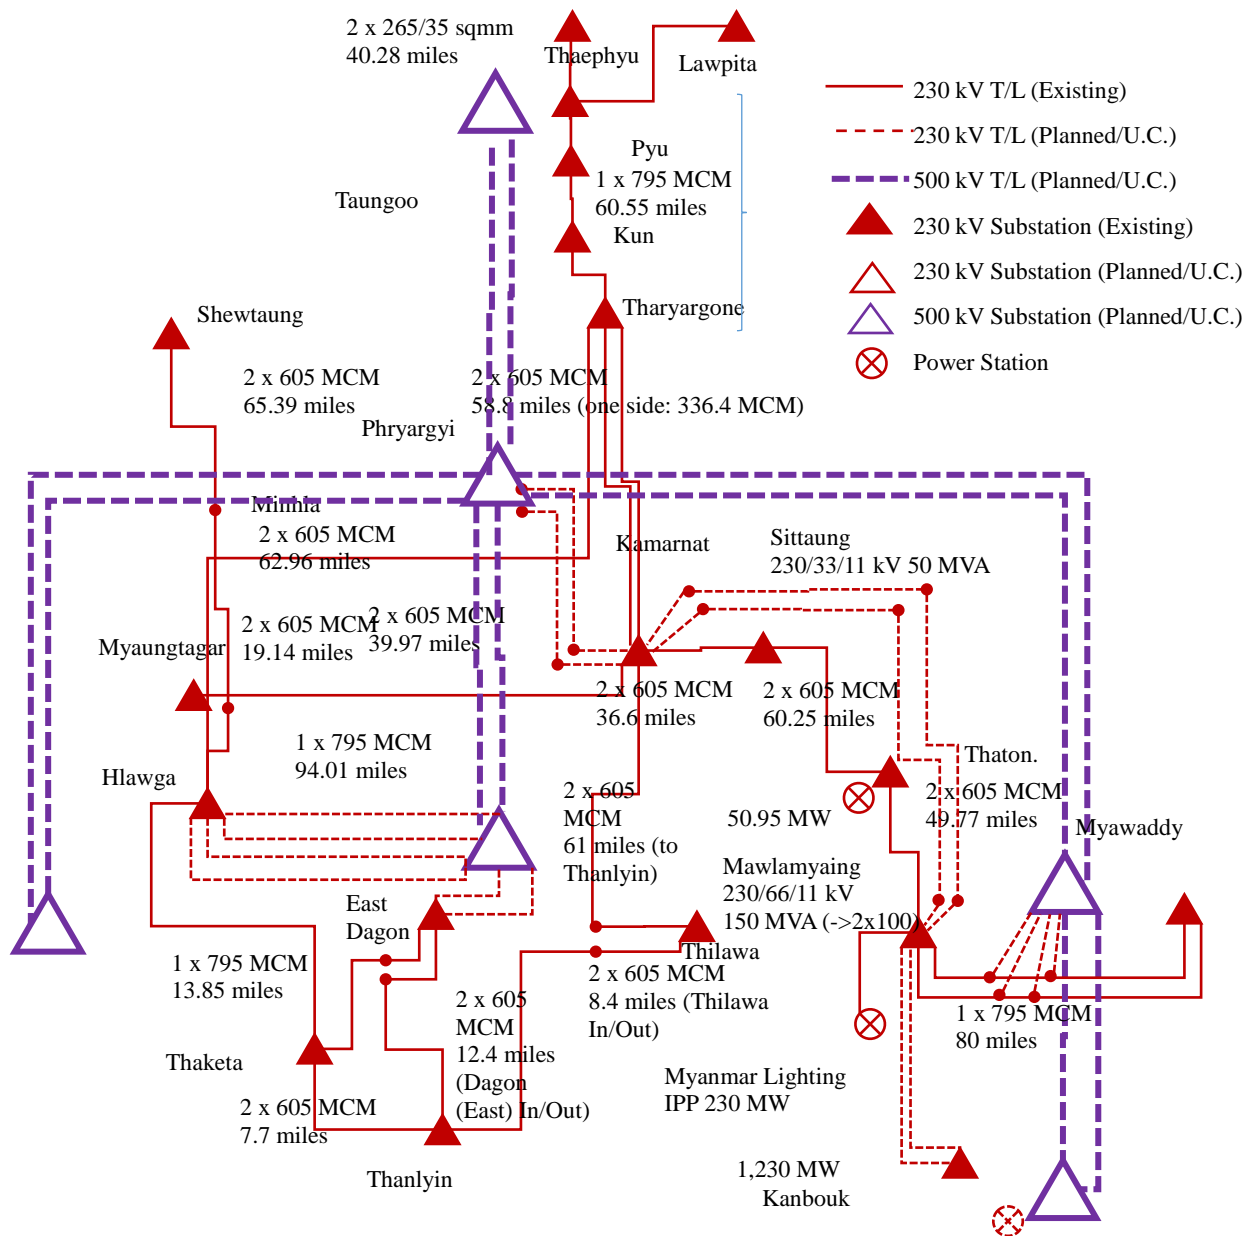 2 x 265/35 sqmm
40.28 miles
Thaephyu
Lawpita
230 kV T/L (Existing)
230 kV T/L (Planned/U.C.)
500 kV T/L (Planned/U.C.)
230 kV Substation (Existing)
230 kV Substation (Planned/U.C.)
500 kV Substation (Planned/U.C.)
Power Station
Pyu
1 x 795 MCM
60.55 miles
Kun
Taungoo
Tharyargone
Shewtaung
2 x 605 MCM
65.39 miles
2 x 605 MCM
58.8 miles (one side: 336.4 MCM)
Phryargyi
Minhla
2 x 605 MCM
62.96 miles
Kamarnat
Sittaung
230/33/11 kV 50 MVA
2 x 605 MCM
19.14 miles
2 x 605 MCM
39.97 miles
Myaungtagar
2 x 605 MCM
36.6 miles
2 x 605 MCM
60.25 miles
1 x 795 MCM
94.01 miles
Hlawga
Thaton.
2 x 605 MCM
49.77 miles
2 x 605
MCM
61 miles (to
Thanlyin)
50.95 MW
Myawaddy
Mawlamyaing
230/66/11 kV
150 MVA (->2x100)
East
Dagon
Thilawa
1 x 795 MCM
13.85 miles
2 x 605 MCM
8.4 miles (Thilawa
In/Out)
2 x 605
MCM
12.4 miles
(Dagon
(East) In/Out)
1 x 795 MCM
80 miles
Thaketa
Myanmar Lighting
IPP 230 MW
2 x 605 MCM
7.7 miles
Thanlyin
1,230 MW
Kanbouk